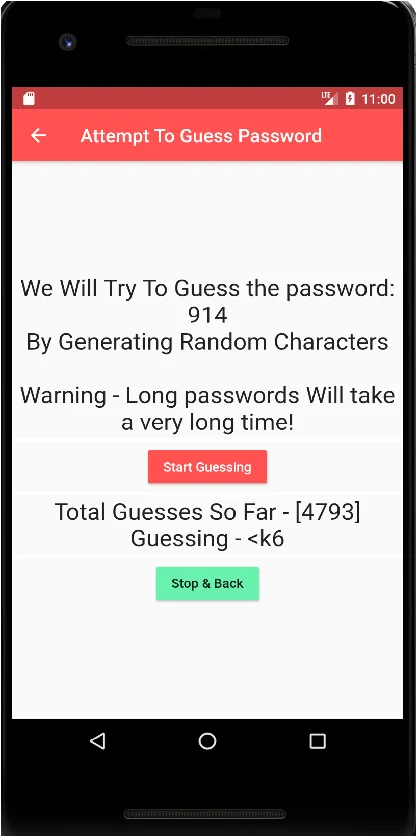 LTE 11:00
Attempt To Guess Password
We Will Try To Guess the password:
914
By Generating Random Characters
Warning - Long passwords Will take
a very long time!
Start Guessing
Total Guesses So Far - [4793]
Guessing - <k6
Stop & Back